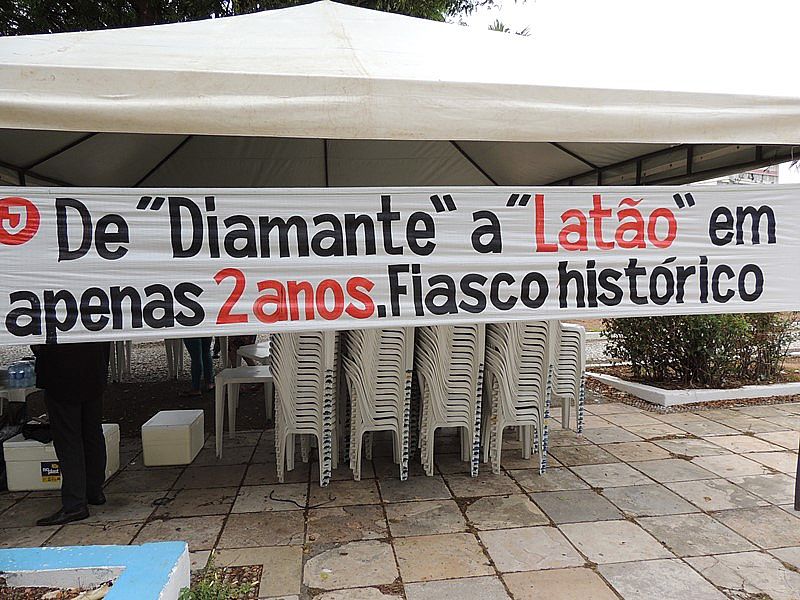 De "Diamante" a "Latão" em
apenas 2 anos. Fiasco histórico